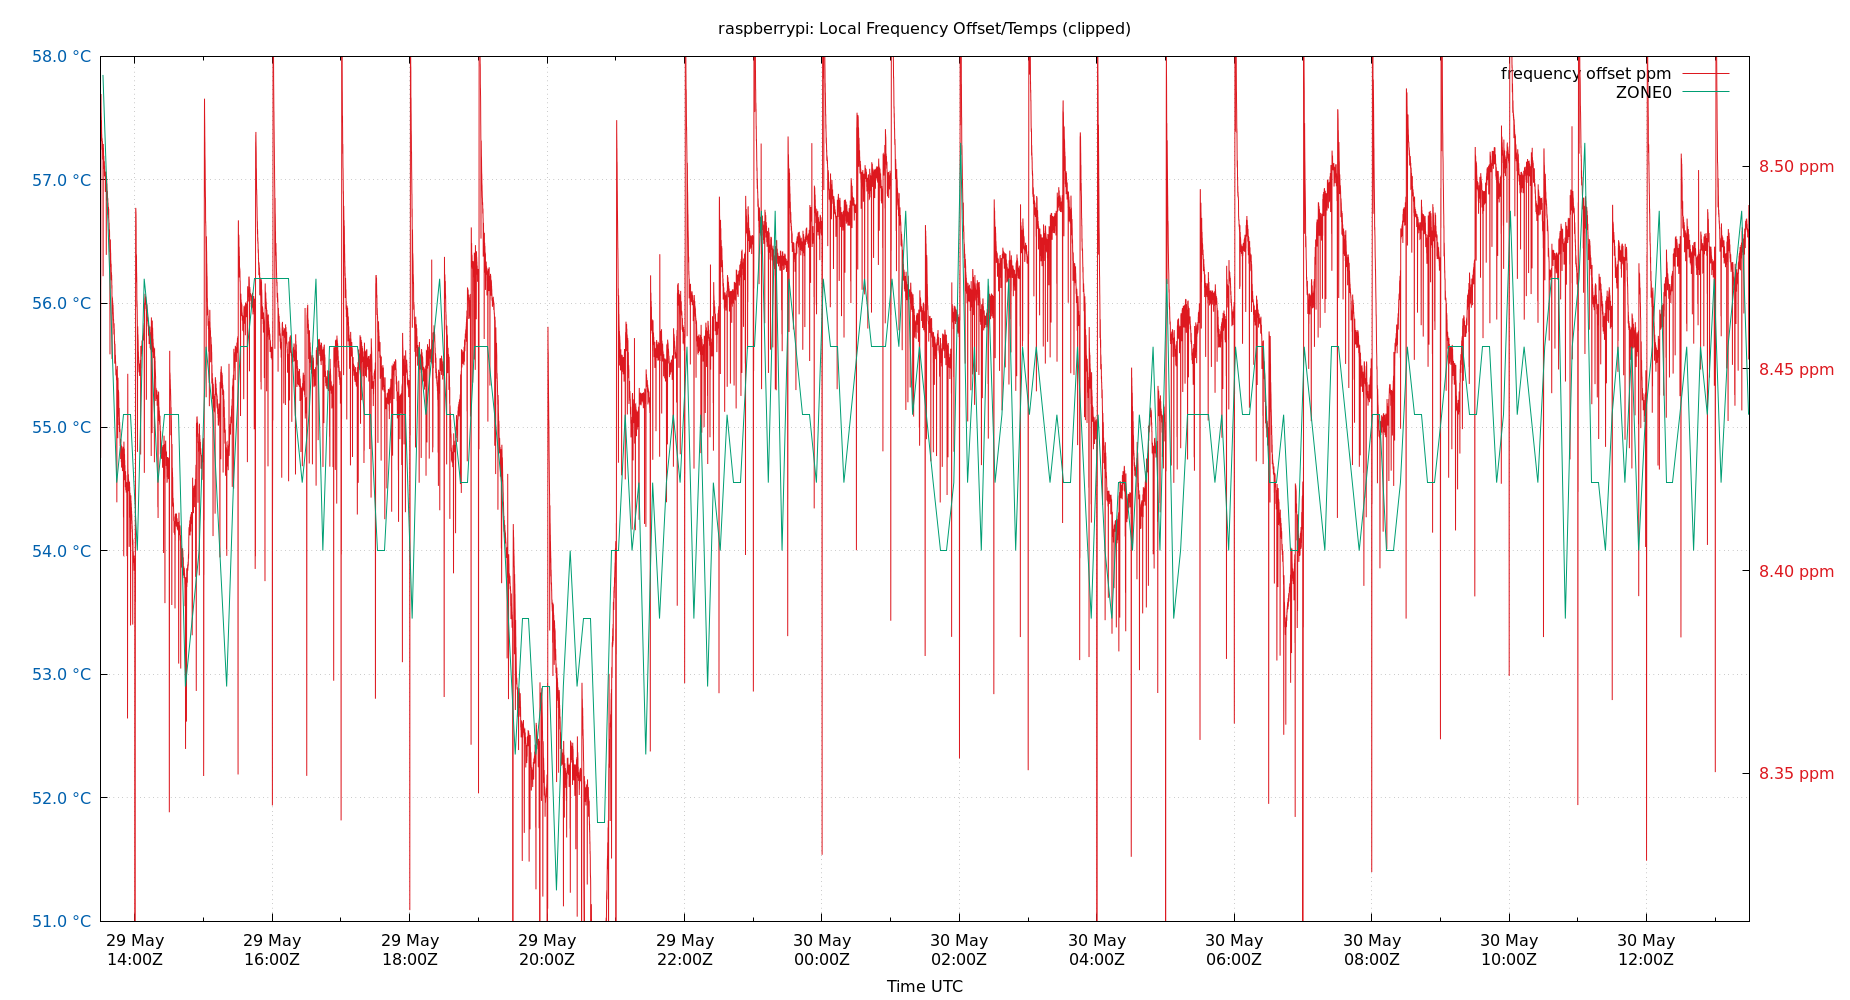 raspberrypi: Local Frequency Offset/Temps (clipped)
58.0 °C
57.0 °C
56.0 °C
55.0 °C
54.0 °C
53.0 °C
52.0 °C
51.0 °C
frequency offset ppm
ZONE0
8.50 ppm
8.45 ppm
8.40 ppm
8.35 ppm
29 May 29 May 29 May 29 May 29 May 30 May 30 May 30 May 30 May 30 May 30 May 30 May
14:00Z 16:00Z 18:00Z 20:00Z 22:00Z 00:00Z 02:00Z 04:00Z 06:00Z 08:00Z 10:00Z 12:00Z
Time UTC